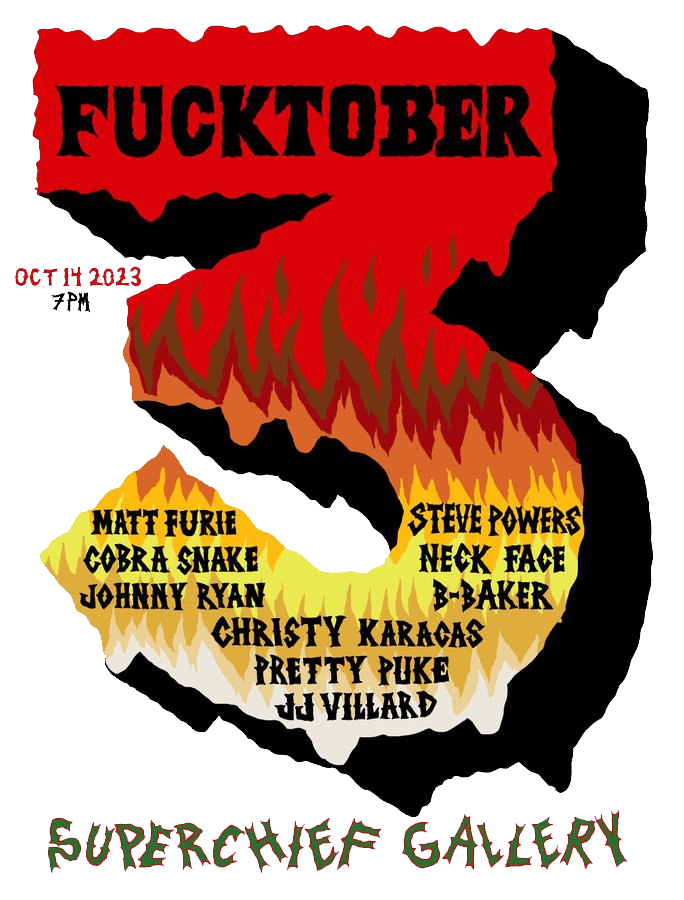 FUCKTOBER
3
OCT 14 2023
7PM
MATT FURIE
STEVE POWERS
COBRA SNAKE
NECK FACE
JOHNNY RYAN
B-BAKER
CHRISTY KARACAS
PRETTY PUKE
JJ VILLARD
SUPERCHIEF GALLERY